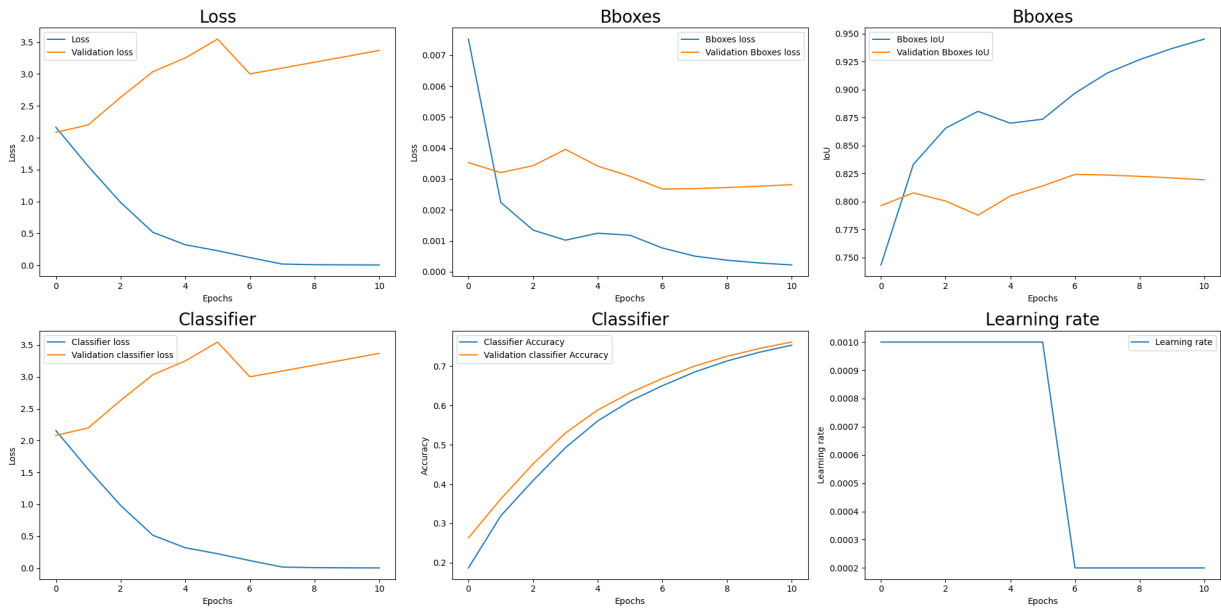 Loss
Loss
Validation loss
3.5
3.0
2.5
2.0
1.5
1.0
0.5
0.0
Loss
0 2 4 6 8 10
Epochs
Bboxes
Bboxes loss
Validation Bboxes loss
0.007
0.006
0.005
0.004
0.003
0.002
0.001
0.000
Loss
0 2 4 6 8 10
Epochs
Bboxes
Bboxes IoU
Validation Bboxes IoU
0.950
0.925
0.900
0.875
0.850
0.825
0.800
0.775
0.750
IoU
0 2 4 6 8 10
Epochs
Classifier
Classifier loss
Validation classifier loss
3.5
3.0
2.5
2.0
1.5
1.0
0.5
0.0
Loss
0 2 4 6 8 10
Epochs
Classifier
Classifier Accuracy
Validation classifier Accuracy
0.7
0.6
0.5
0.4
0.3
0.2
Accuracy
0 2 4 6 8 10
Epochs
Learning rate
Learning rate
0.0010
0.0009
0.0008
0.0007
0.0006
0.0005
0.0004
0.0003
0.0002
Learning rate
0 2 4 6 8 10
Epochs